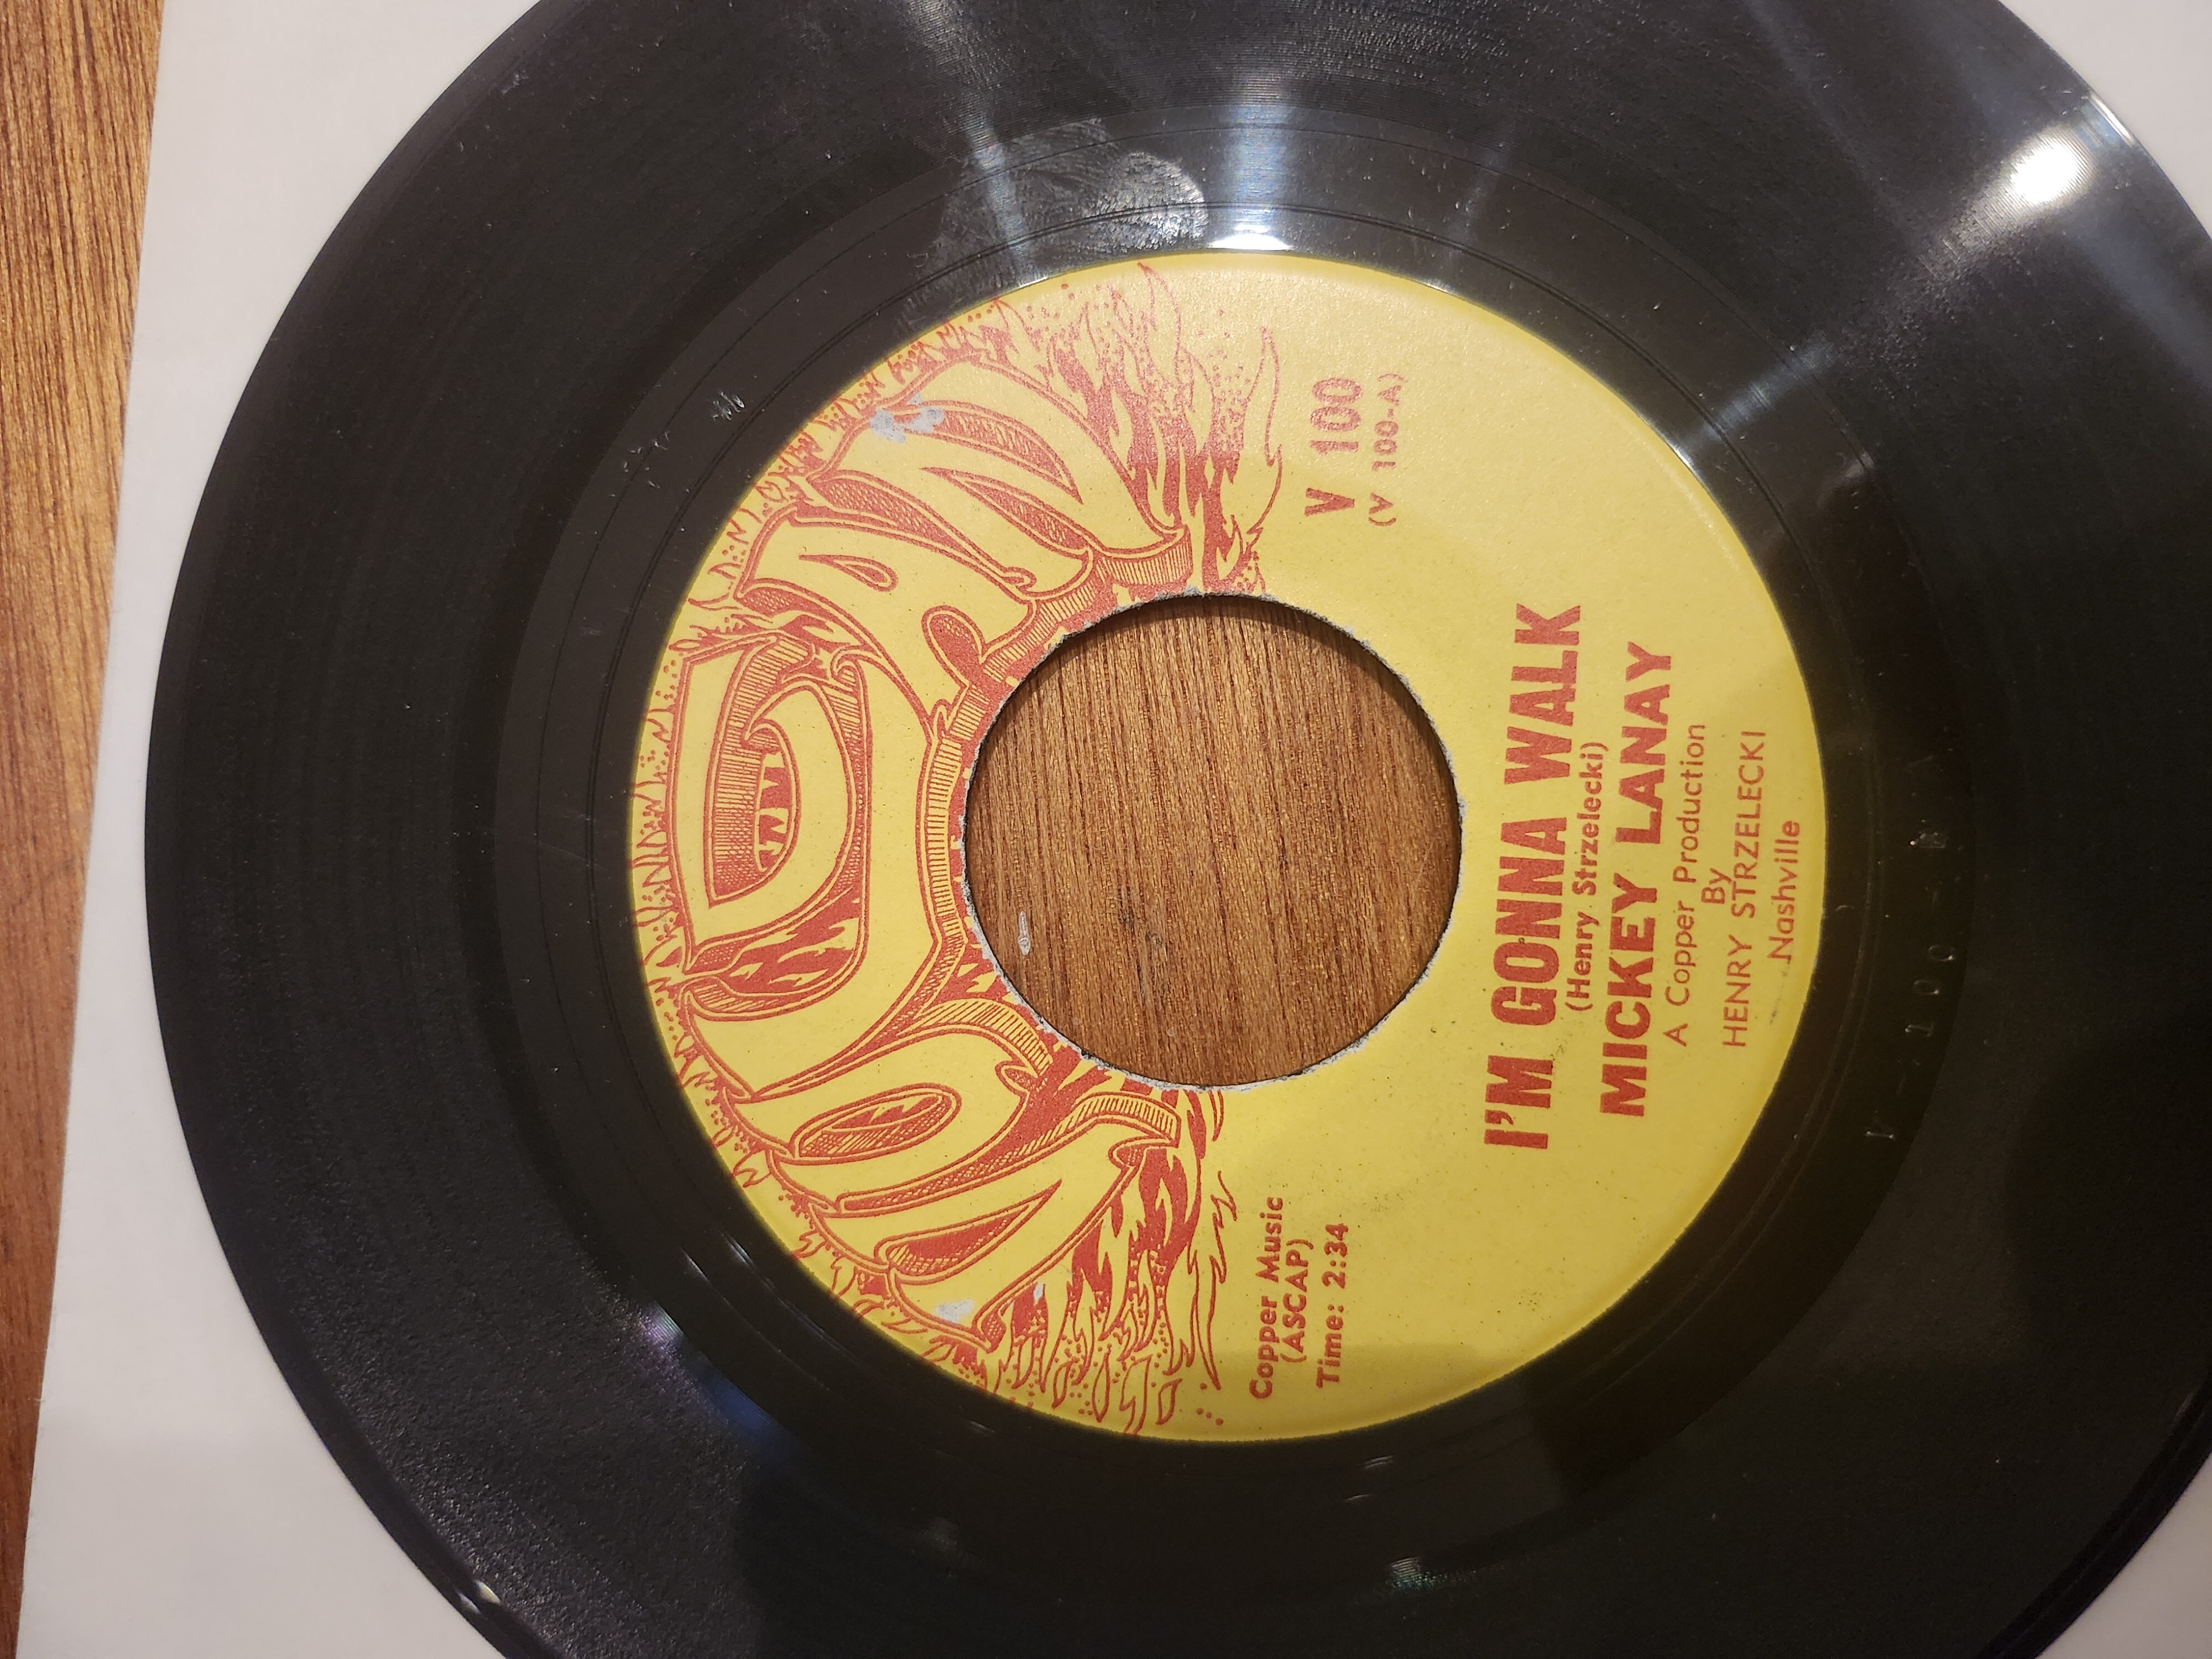 V 100
(V 100-A)
Copper Music
(ASCAP)
Time: 2:34
I'M GONNA WALK
(Henry Strzelecki)
MICKEY LANAY
A Copper Production
By
HENRY STRZELECKI
Nashville